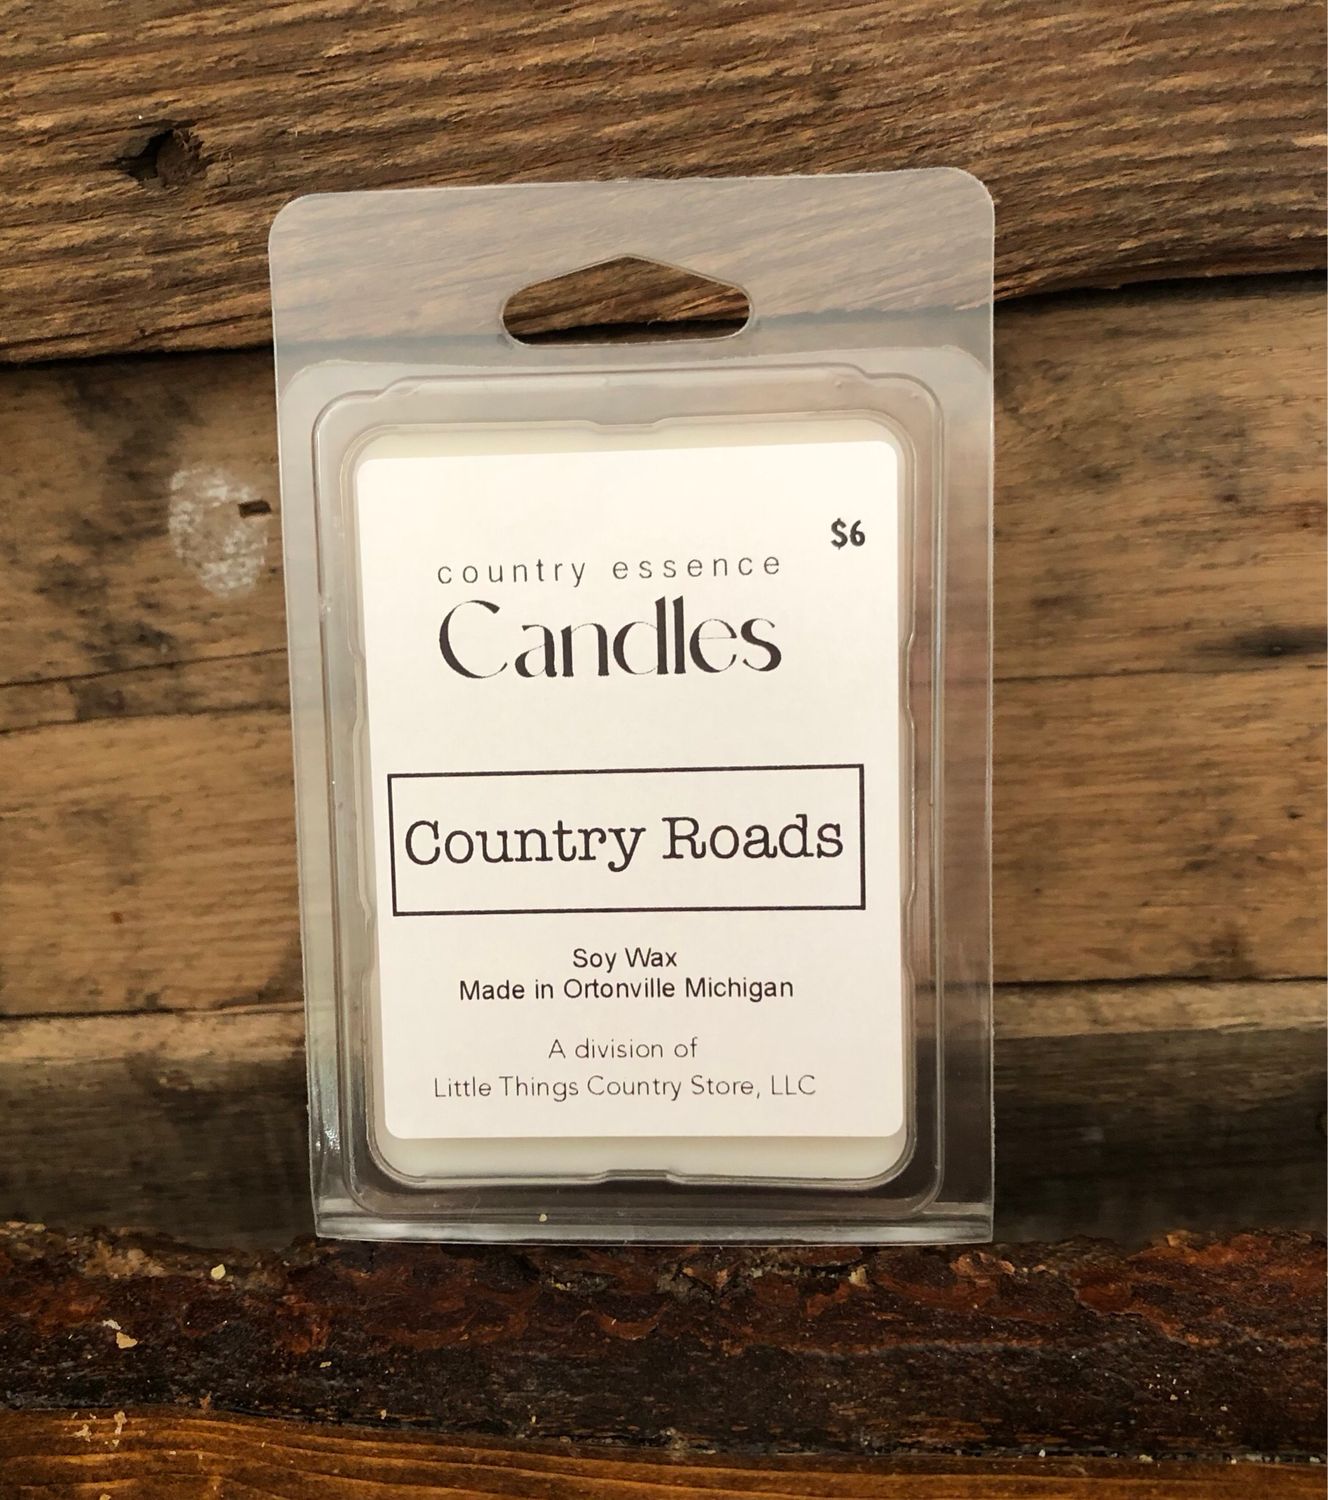 $6
country essence
Candles
Country Roads
Soy Wax
Made in Ortonville Michigan
A division of
Little Things Country Store, LLC